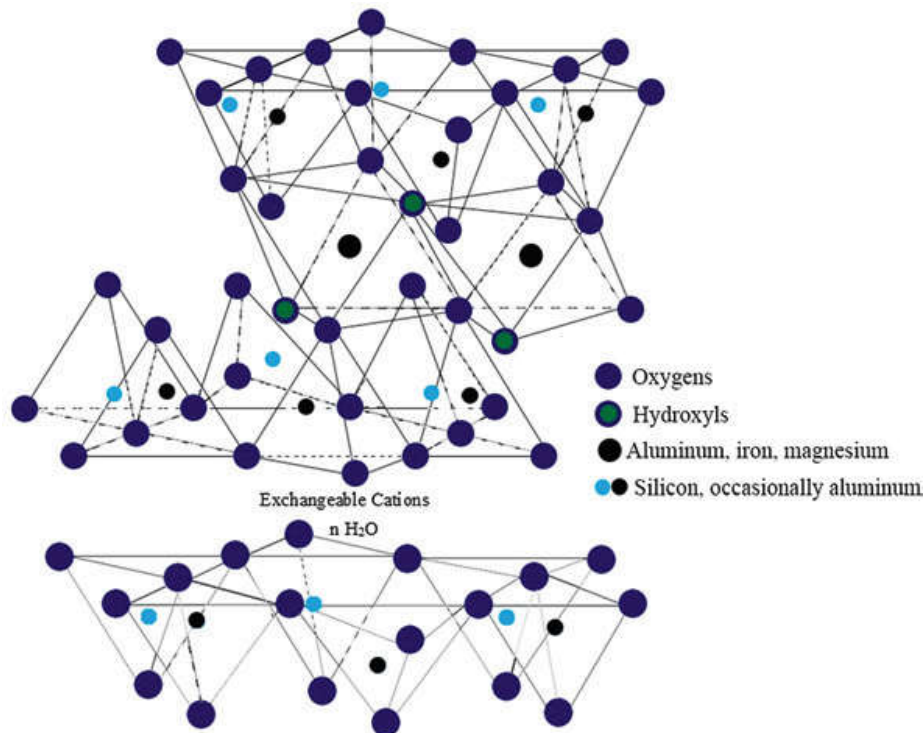 Oxygens
Hydroxyls
Aluminum, iron, magnesium
Silicon, occasionally aluminum
Exchangeable Cations
n H₂O